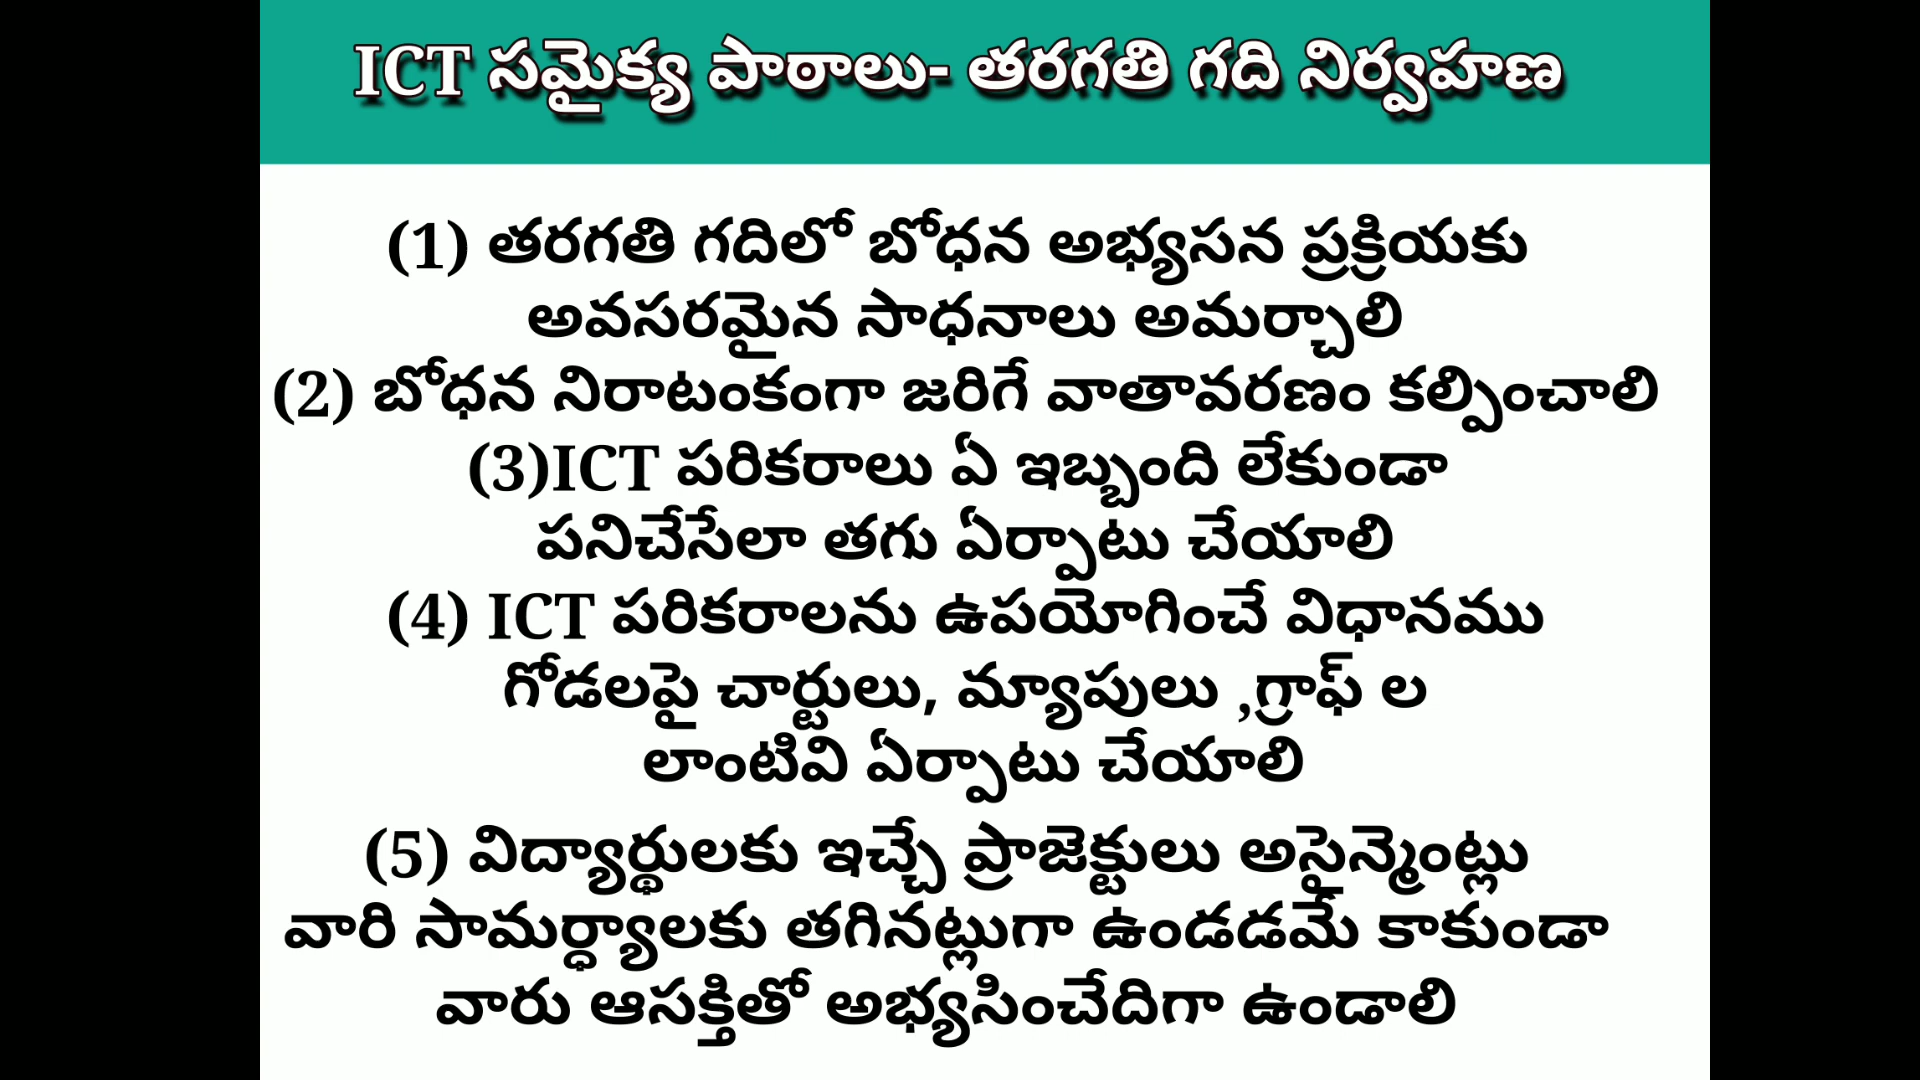 ICT సమైక్య పాఠాలు- తరగతి గది నిర్వహణ
(1) తరగతి గదిలో బోధన అభ్యసన ప్రక్రియకు
అవసరమైన సాధనాలు అమర్చాలి
(2) బోధన నిరాటంకంగా జరిగే వాతావరణం కల్పించాలి
(3)ICT పరికరాలు ఏ ఇబ్బంది లేకుండా
పనిచేసేలా తగు ఏర్పాటు చేయాలి
(4) ICT పరికరాలను ఉపయోగించే విధానము
గోడలపై చార్టులు, మ్యాపులు ,గ్రాఫ్ ల
లాంటివి ఏర్పాటు చేయాలి
(5) విద్యార్థులకు ఇచ్చే ప్రాజెక్టులు అసైన్మెంట్లు
వారి సామర్ధ్యాలకు తగినట్లుగా ఉండడమే కాకుండా
వారు ఆసక్తితో అభ్యసించేదిగా ఉండాలి